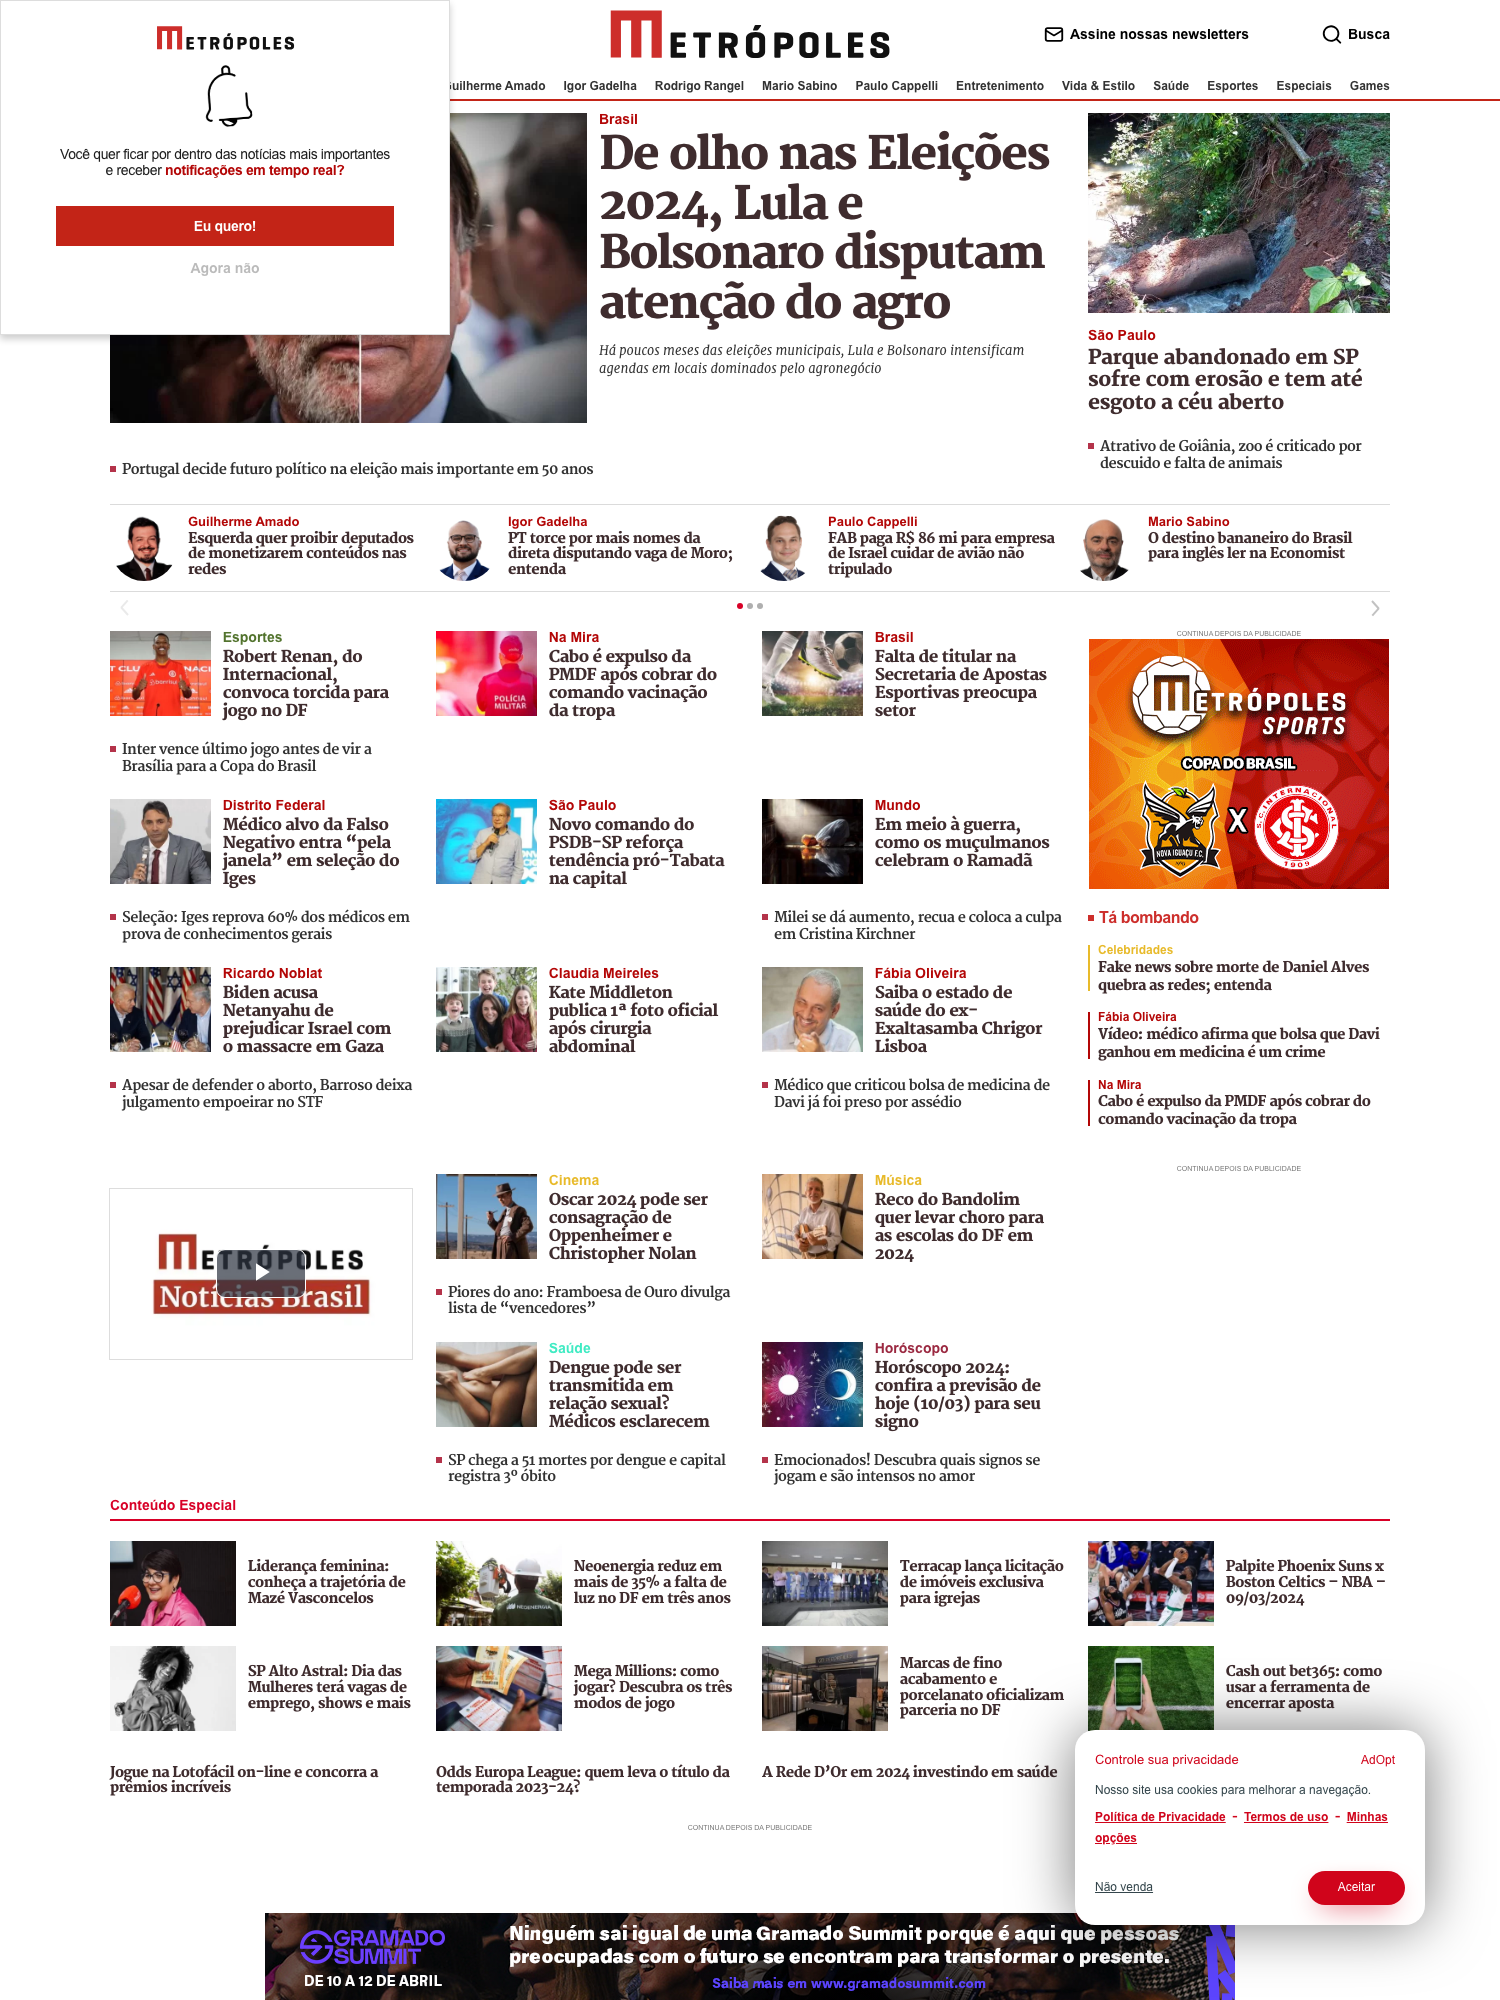 METRÓPOLES
Você quer ficar por dentro das notícias mais importantes
e receber notificações em tempo real?
Eu quero!
Agora não
METRÓPOLES
Assine nossas newsletters
Busca
Guilherme Amado Igor Gadelha Rodrigo Rangel Mario Sabino Paulo Cappelli Entretenimento Vida & Estilo Saúde Esportes Especiais Games
Brasil
De olho nas Eleições
2024, Lula e
Bolsonaro disputam
atenção do agro
Há poucos meses das eleições municipais, Lula e Bolsonaro intensificam
agendas em locais dominados pelo agronegócio
São Paulo
Parque abandonado em SP
sofre com erosão e tem até
esgoto a céu aberto
Atrativo de Goiânia, zoo é criticado por
descuido e falta de animais
Portugal decide futuro político na eleição mais importante em 50 anos
Guilherme Amado
Esquerda quer proibir deputados
de monetizarem conteúdos nas
redes
Igor Gadelha
PT torce por mais nomes da
direta disputando vaga de Moro;
entenda
Paulo Cappelli
FAB paga R$ 86 mi para empresa
de Israel cuidar de avião não
tripulado
Mario Sabino
O destino bananeiro do Brasil
para inglês ler na Economist
Esportes
Robert Renan, do
Internacional,
convoca torcida para
jogo no DF
Inter vence último jogo antes de vir a
Brasília para a Copa do Brasil
POLÍCIA
MILITAR
Na Mira
Cabo é expulso da
PMDF após cobrar do
comando vacinação
da tropa
Brasil
Falta de titular na
Secretaria de Apostas
Esportivas preocupa
setor
CONTINUA DEPOIS DA PUBLICIDADE
METRÓPOLES
SPORTS
COPA DO BRASIL
NOVA IGUAÇU F.C.
X
S.C. INTERNACIONAL
1909
Distrito Federal
Médico alvo da Falso
Negativo entra “pela
janela” em seleção do
Iges
Seleção: Iges reprova 60% dos médicos em
prova de conhecimentos gerais
São Paulo
Novo comando do
PSDB-SP reforça
tendência pró-Tabata
na capital
Mundo
Em meio à guerra,
como os muçulmanos
celebram o Ramadã
Milei se dá aumento, recua e coloca a culpa
em Cristina Kirchner
Tá bombando
Celebridades
Fake news sobre morte de Daniel Alves
quebra as redes; entenda
Fábia Oliveira
Vídeo: médico afirma que bolsa que Davi
ganhou em medicina é um crime
Na Mira
Cabo é expulso da PMDF após cobrar do
comando vacinação da tropa
CONTINUA DEPOIS DA PUBLICIDADE
Ricardo Noblat
Biden acusa
Netanyahu de
prejudicar Israel com
o massacre em Gaza
Apesar de defender o aborto, Barroso deixa
julgamento empoeirar no STF
Claudia Meireles
Kate Middleton
publica 1ª foto oficial
após cirurgia
abdominal
Fábia Oliveira
Saiba o estado de
saúde do ex-
Exaltasamba Chrigor
Lisboa
Médico que criticou bolsa de medicina de
Davi já foi preso por assédio
METRÓPOLES
Notícias Brasil
Cinema
Oscar 2024 pode ser
consagração de
Oppenheimer e
Christopher Nolan
Piores do ano: Framboesa de Ouro divulga
lista de “vencedores”
Música
Reco do Bandolim
quer levar choro para
as escolas do DF em
2024
Saúde
Dengue pode ser
transmitida em
relação sexual?
Médicos esclarecem
SP chega a 51 mortes por dengue e capital
registra 3º óbito
Horóscopo
Horóscopo 2024:
confira a previsão de
hoje (10/03) para seu
signo
Emocionados! Descubra quais signos se
jogam e são intensos no amor
Conteúdo Especial
Liderança feminina:
conheça a trajetória de
Mazé Vasconcelos
NEOENERGIA
Neoenergia reduz em
mais de 35% a falta de
luz no DF em três anos
Terracap lança licitação
de imóveis exclusiva
para igrejas
Palpite Phoenix Suns x
Boston Celtics – NBA –
09/03/2024
SP Alto Astral: Dia das
Mulheres terá vagas de
emprego, shows e mais
Mega Millions: como
jogar? Descubra os três
modos de jogo
Marcas de fino
acabamento e
porcelanato oficializam
parceria no DF
Cash out bet365: como
usar a ferramenta de
encerrar aposta
Jogue na Lotofácil on-line e concorra a
prêmios incríveis
Odds Europa League: quem leva o título da
temporada 2023-24?
A Rede D’Or em 2024 investindo em saúde
CONTINUA DEPOIS DA PUBLICIDADE
Controle sua privacidade
AdOpt
Nosso site usa cookies para melhorar a navegação.
Política de Privacidade - Termos de uso - Minhas
opções
Não venda
Aceitar
GRAMADO
SUMMIT
DE 10 A 12 DE ABRIL
Ninguém sai igual de uma Gramado Summit porque é aqui que pessoas
preocupadas com o futuro se encontram para transformar o presente.
Saiba mais em www.gramadosummit.com